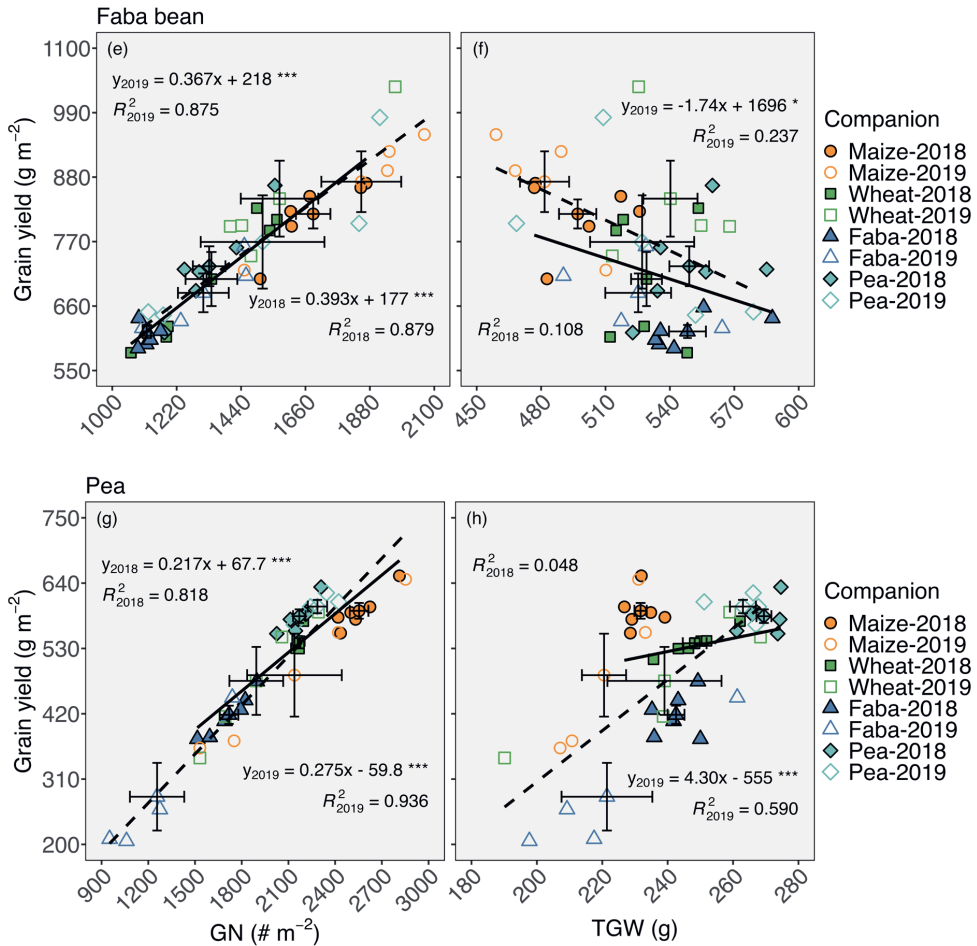 Faba bean
(e)
y2019 = 0.367x + 218 ***
R²2019 = 0.875
y2018 = 0.393x + 177 ***
R²2018 = 0.879
Grain yield (g m⁻²)
1100
990
880
770
660
550
1000 1220 1440 1660 1880 2100
(f)
y2019 = -1.74x + 1696 *
R²2019 = 0.237
R²2018 = 0.108
450 480 510 540 570 600
Companion
Maize-2018
Maize-2019
Wheat-2018
Wheat-2019
Faba-2018
Faba-2019
Pea-2018
Pea-2019
Pea
(g)
y2018 = 0.217x + 67.7 ***
R²2018 = 0.818
y2019 = 0.275x - 59.8 ***
R²2019 = 0.936
Grain yield (g m⁻²)
750
640
530
420
310
200
900 1200 1500 1800 2100 2400 2700 3000
GN (# m⁻²)
(h)
R²2018 = 0.048
y2019 = 4.30x - 555 ***
R²2019 = 0.590
180 200 220 240 260 280
TGW (g)
Companion
Maize-2018
Maize-2019
Wheat-2018
Wheat-2019
Faba-2018
Faba-2019
Pea-2018
Pea-2019